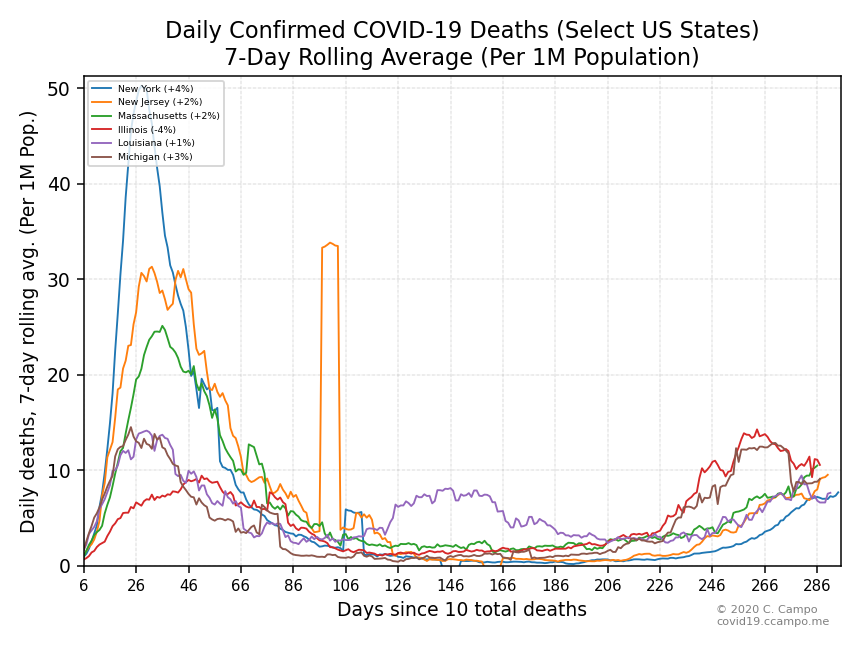 Daily Confirmed COVID-19 Deaths (Select US States)
7-Day Rolling Average (Per 1M Population)
Daily deaths, 7-day rolling avg. (Per 1M Pop.)
50
40
30
20
10
0
New York (+4%)
New Jersey (+2%)
Massachusetts (+2%)
Illinois (-4%)
Louisiana (+1%)
Michigan (+3%)
6 26 46 66 86 106 126 146 166 186 206 226 246 266 286
Days since 10 total deaths
© 2020 C. Campo
covid19.ccampo.me